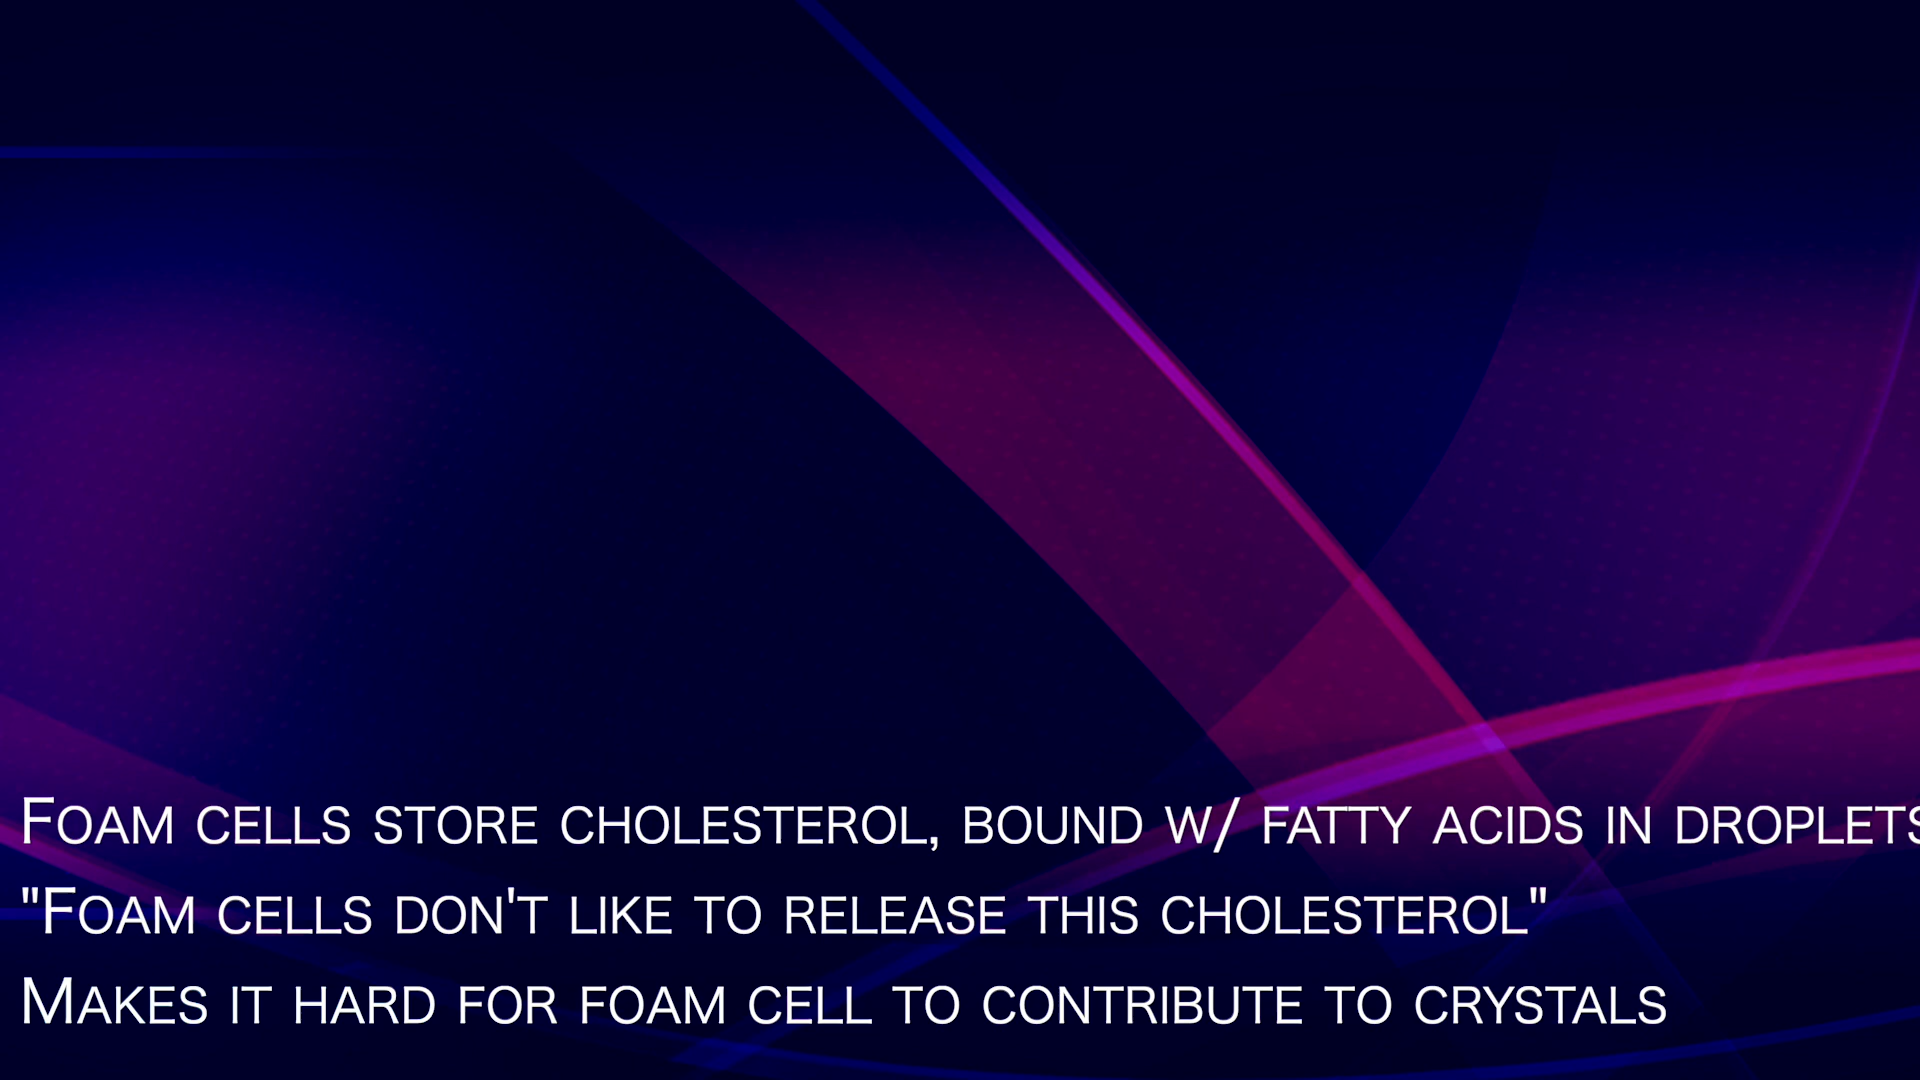 Foam cells store cholesterol, bound w/ fatty acids in droplets
"Foam cells don't like to release this cholesterol"
Makes it hard for foam cell to contribute to crystals